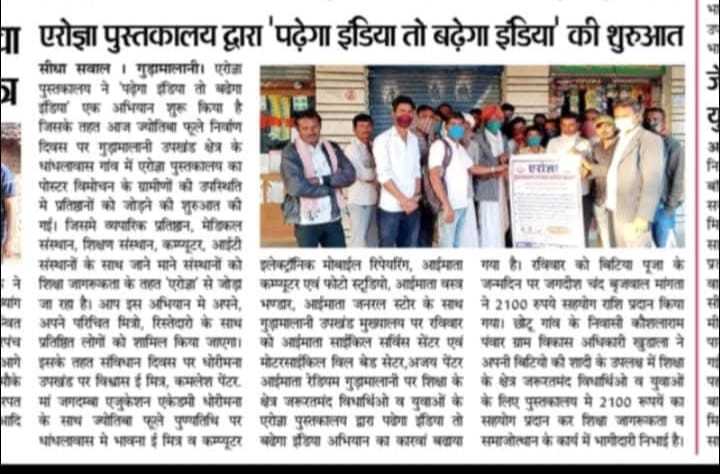 एरोज्ञा पुस्तकालय द्वारा 'पढ़ेगा इंडिया तो बढ़ेगा इंडिया' की शुरुआत
सीधा सवाल । गुड़ामालानी। एरोज्ञा
पुस्तकालय ने 'पढ़ेगा इंडिया तो बढेगा
इंडिया' एक अभियान शुरू किया है
जिसके तहत आज ज्योतिबा फूले निर्वाण
दिवस पर गुड़ामालानी उपखंड क्षेत्र के
धांधलावास गांव में एरोज्ञा पुस्तकालय का
पोस्टर विमोचन के ग्रामीणों की उपस्थिति
मे प्रतिष्ठानों को जोड़ने की शुरुआत की
गई। जिसमे व्यपारिक प्रतिष्ठान, मेडिकल
संस्थान, शिक्षण संस्थान, कम्प्यूटर, आईटी
संस्थानों के साथ जाने माने संस्थानों को
शिक्षा जागरूकता के तहत 'एरोज्ञा' से जोड़ा
जा रहा है। आप इस अभियान मे अपने,
अपने परिचित मित्रो, रिस्तेदारो के साथ
प्रतिष्ठित लोगों को शामिल किया जाएगा।
इसके तहत संविधान दिवस पर धोरीमना
उपखंड पर विश्वास ई मित्र, कमलेश पेंटर.
मां जगदम्बा एजुकेशन एकेडमी धोरीमना
के साथ ज्योतिबा फूले पुण्यतिथि पर
धांधलावास मे भावना ई मित्र व कम्प्यूटर
एरोज्ञा
इलेक्ट्रॉनिक मोबाईल रिपेयरिंग, आईमाता
कम्प्यूटर एवं फोटो स्टूडियो, आईमाता वस्त्र
भण्डार, आईमाता जनरल स्टोर के साथ
गुड़ामालानी उपखंड मुख्यालय पर रविवार
को आईमाता साइकिल सर्विस सेंटर एवं
मोटरसाईकिल विल बेड सेटर,अजय पेंटर
आईमाता रेडियम गुड़ामालानी पर शिक्षा के
क्षेत्र जरूरतमंद विधार्थिओ व युवाओं के
एरोज्ञा पुस्तकालय द्वारा पढेगा इंडिया तो
बढेगा इंडिया अभियान का कारवां बढाया
गया है। रविवार को बिटिया पूजा के
जन्मदिन पर जगदीश चंद बृजवाल मांगता
ने 2100 रुपये सहयोग राशि प्रदान किया
गया। छोटू गांव के निवासी कौशलाराम
पंवार ग्राम विकास अधिकारी खुडाला ने
अपनी बिटियो की शादी के उपलक्ष में शिक्षा
के क्षेत्र जरूरतमंद विधार्थिओ व युवाओं
के लिए पुस्तकालय मे 2100 रूपयों का
सहयोग प्रदान कर शिक्षा जागरूकता व
समाजोत्थान के कार्य में भागीदारी निभाई है।